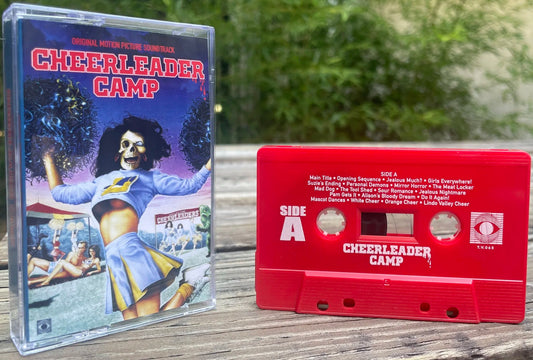 ORIGINAL MOTION PICTURE SOUNDTRACK
CHEERLEADER
CAMP
CHEERLEADERS
SIDE A
Main Title • Opening Sequence • Jealous Much? • Girls Everywhere!
Suzie's Ending • Personal Demons • Mirror Horror • The Meat Locker
Mad Dog • The Tool Shed • Sour Romance • Jealous Nightmare
Pam Gets It • Alison's Bloody Dream • Do It Again!
Mascot Dances • White Cheer • Orange Cheer • Lindo Valley Cheer
SIDE
A
CHEERLEADER
CAMP